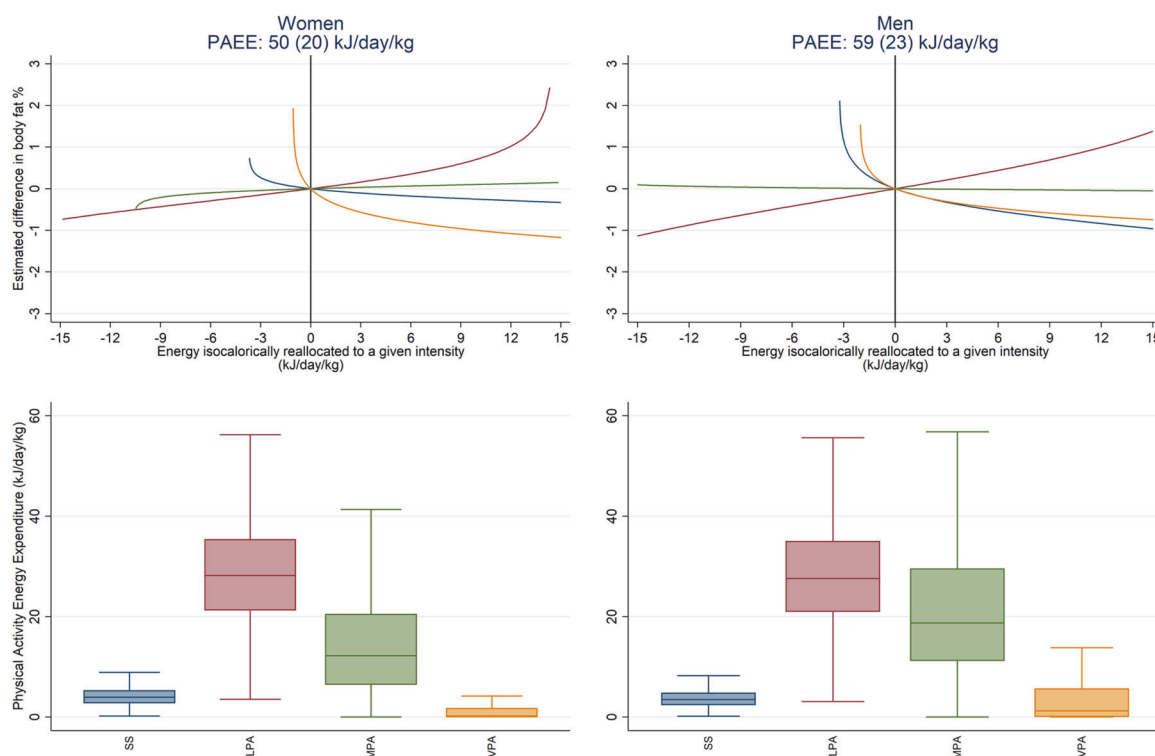 Women
PAEE: 50 (20) kJ/day/kg
Men
PAEE: 59 (23) kJ/day/kg
Estimated difference in body fat %
3
2
1
0
-1
-2
-3
-15 -12 -9 -6 -3 0 3 6 9 12 15
Energy isocalorically reallocated to a given intensity
(kJ/day/kg)
3
2
1
0
-1
-2
-3
-15 -12 -9 -6 -3 0 3 6 9 12 15
Energy isocalorically reallocated to a given intensity
(kJ/day/kg)
Physical Activity Energy Expenditure (kJ/day/kg)
60
40
20
0
SS LPA MPA VPA
60
40
20
0
SS LPA MPA VPA